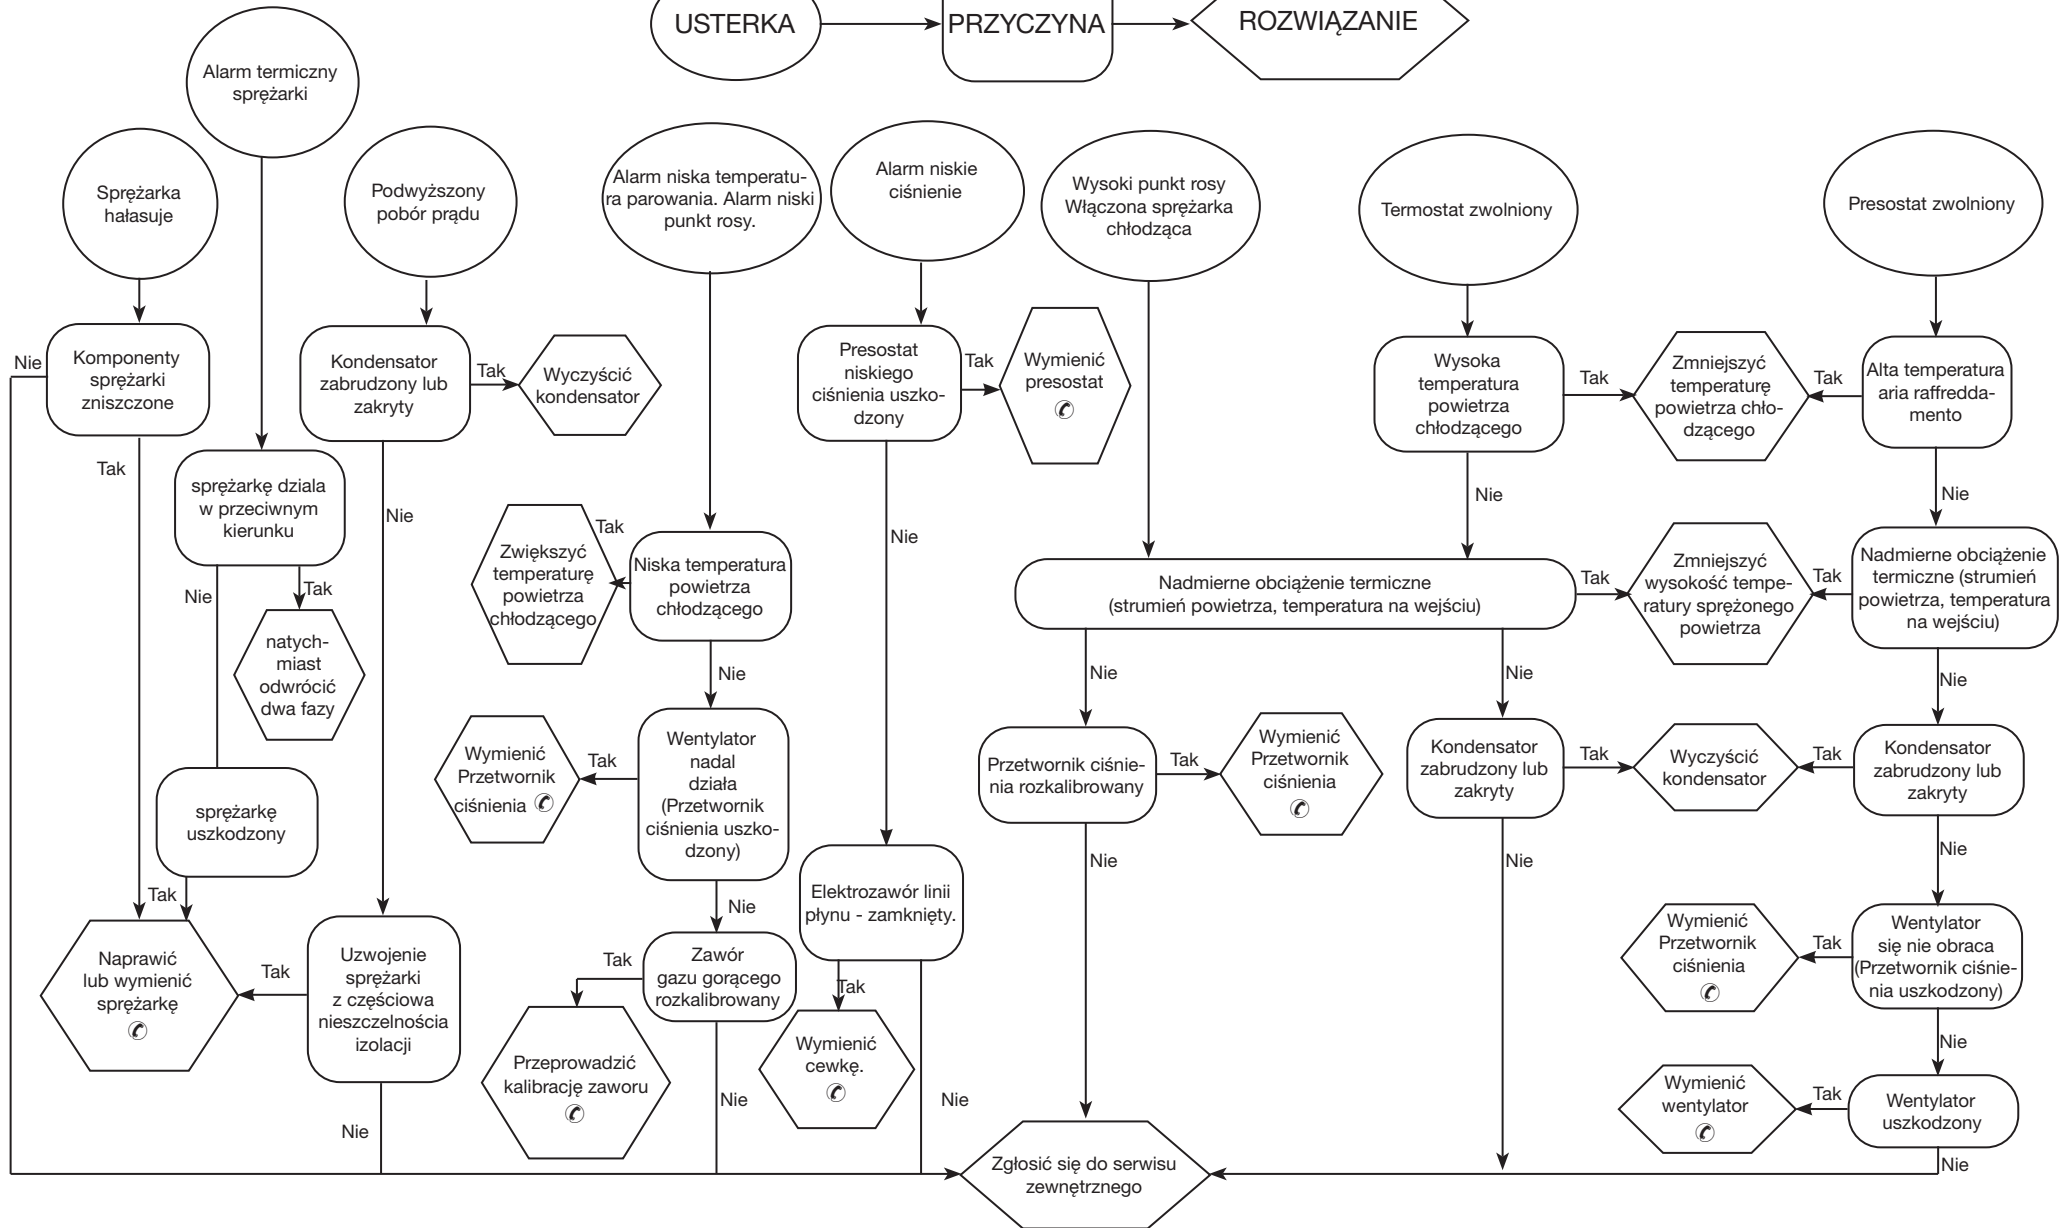 USTERKA
PRZYCZYNA
ROZWIĄZANIE
Alarm termiczny
sprężarki
Sprężarka
hałasuje
Podwyższony
pobór prądu
Alarm niska temperatu-
ra parowania. Alarm niski
punkt rosy.
Alarm niskie
ciśnienie
Wysoki punkt rosy
Włączona sprężarka
chłodząca
Termostat zwolniony
Presostat zwolniony
Nie
Komponenty
sprężarki
zniszczone
Tak
Kondensator
zabrudzony lub
zakryty
Tak
Wyczyścić
kondensator
Nie
Presostat
niskiego
ciśnienia uszko-
dzony
Tak
Wymienić
presostat
Nie
Wysoka
temperatura
powietrza
chłodzącego
Tak
Zmniejszyć
temperaturę
powietrza chło-
dzącego
Tak
Alta temperatura
aria raffredda-
mento
Nie
Nie
sprężarkę dziala
w przeciwnym
kierunku
Nie
Tak
natych-
miast
odwrócić
dwa fazy
sprężarkę
uszkodzony
Tak
Naprawić
lub wymienić
sprężarkę
Tak
Uzwojenie
sprężarki
z częściowa
nieszczelnościa
izolacji
Nie
Zwiększyć
temperaturę
powietrza
chłodzącego
Tak
Niska temperatura
powietrza
chłodzącego
Nie
Wymienić
Przetwornik
ciśnienia
Tak
Wentylator
nadal
działa
(Przetwornik
ciśnienia uszko-
dzony)
Nie
Tak
Zawór
gazu gorącego
rozkalibrowany
Przeprowadzić
kalibrację zaworu
Nie
Elektrozawór linii
płynu - zamknięty.
Tak
Wymienić
cewkę.
Nie
Nadmierne obciążenie termiczne
(strumień powietrza, temperatura na wejściu)
Tak
Zmniejszyć
wysokość tempe-
ratury sprężonego
powietrza
Tak
Nadmierne obciążenie
termiczne (strumień
powietrza, temperatura
na wejściu)
Nie
Nie
Nie
Przetwornik ciśnie-
nia rozkalibrowany
Tak
Wymienić
Przetwornik
ciśnienia
Nie
Kondensator
zabrudzony lub
zakryty
Tak
Wyczyścić
kondensator
Tak
Kondensator
zabrudzony lub
zakryty
Nie
Nie
Wymienić
Przetwornik
ciśnienia
Tak
Wentylator
się nie obraca
(Przetwornik ciśnie-
nia uszkodzony)
Nie
Wymienić
wentylator
Tak
Wentylator
uszkodzony
Nie
Zgłosić się do serwisu
zewnętrznego